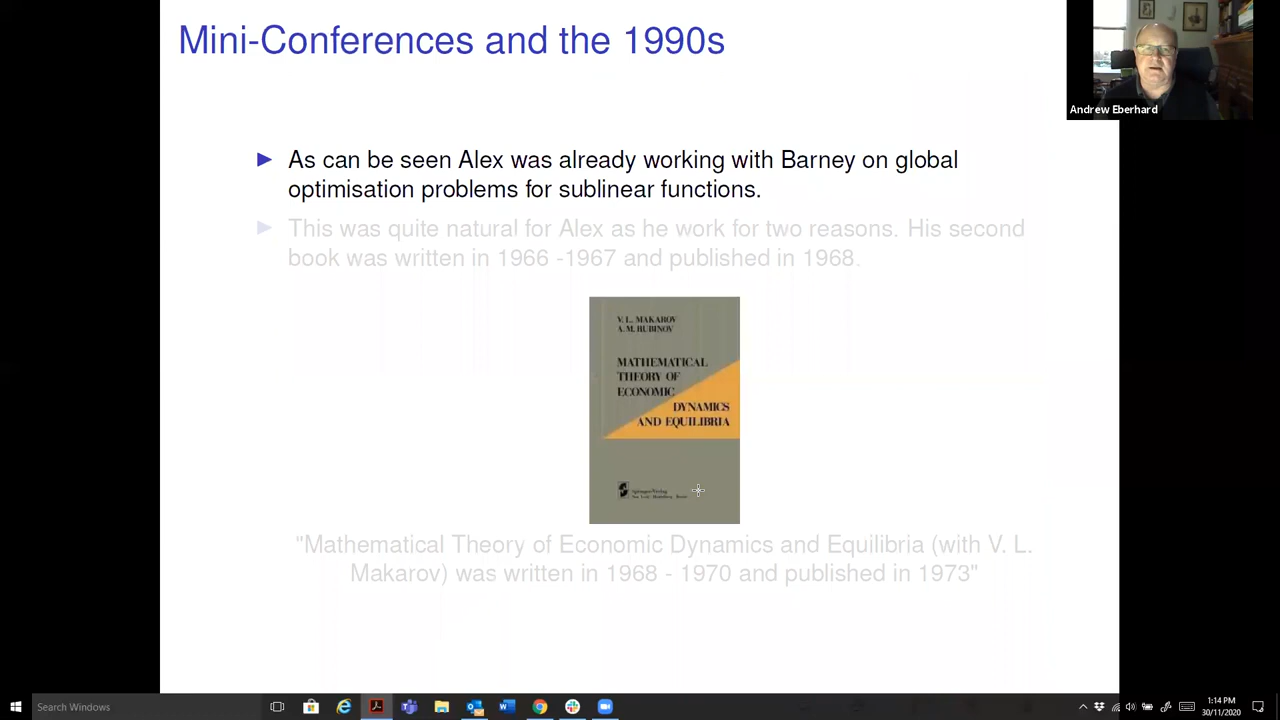 Mini-Conferences and the 1990s
Andrew Eberhard
As can be seen Alex was already working with Barney on global
optimisation problems for sublinear functions.
This was quite natural for Alex as he work for two reasons. His second
book was written in 1966 -1967 and published in 1968.
V. L. MAKAROV
A. M. RUBINOV
MATHEMATICAL
THEORY OF
ECONOMIC
DYNAMICS
AND EQUILIBRIA
"Mathematical Theory of Economic Dynamics and Equilibria (with V. L.
Makarov) was written in 1968 - 1970 and published in 1973"
Search Windows
1:14 PM
30/11/2020